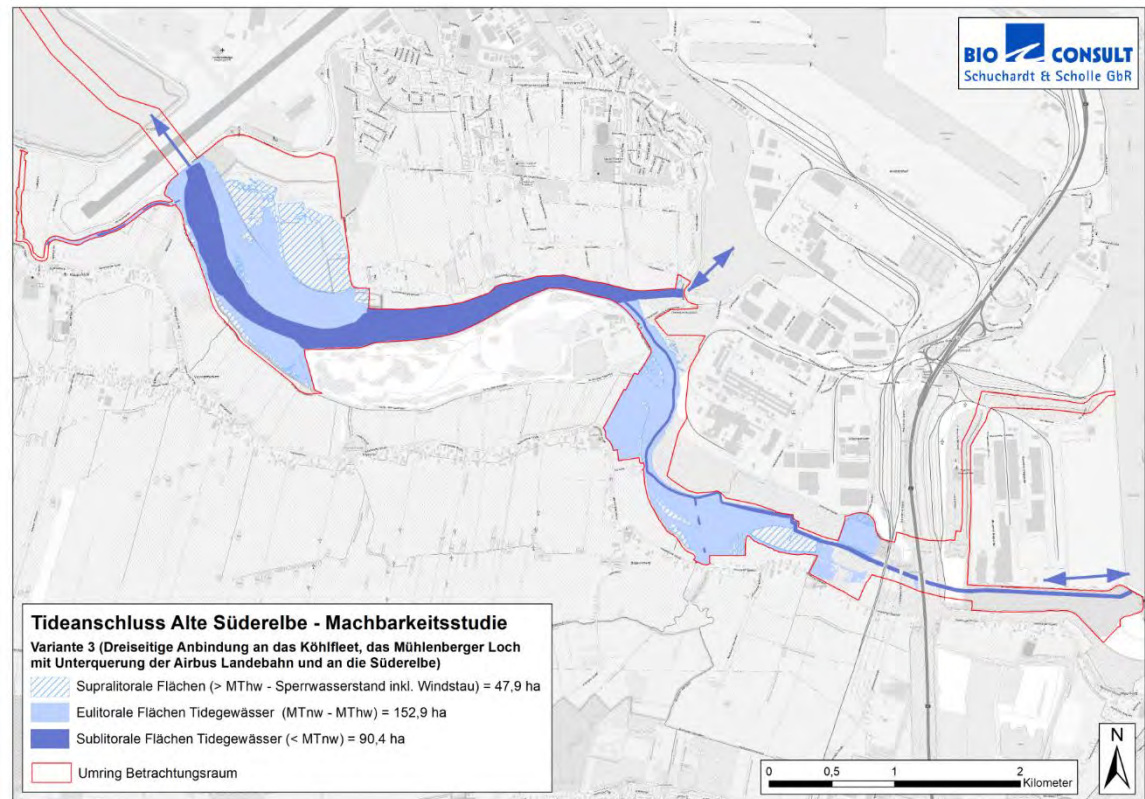 BIO CONSULT
Schuchardt & Scholle GbR
Tideanschluss Alte Süderelbe - Machbarkeitsstudie
Variante 3 (Dreiseitige Anbindung an das Köhlfleet, das Mühlenberger Loch
mit Unterquerung der Airbus Landebahn und an die Süderelbe)
Supralitorale Flächen (> MThw - Sperrwasserstand inkl. Windstau) = 47,9 ha
Eulitorale Flächen Tidegewässer (MTnw - MThw) = 152,9 ha
Sublitorale Flächen Tidegewässer (< MTnw) = 90,4 ha
Umring Betrachtungsraum
N
0 0,5 1 2
Kilometer